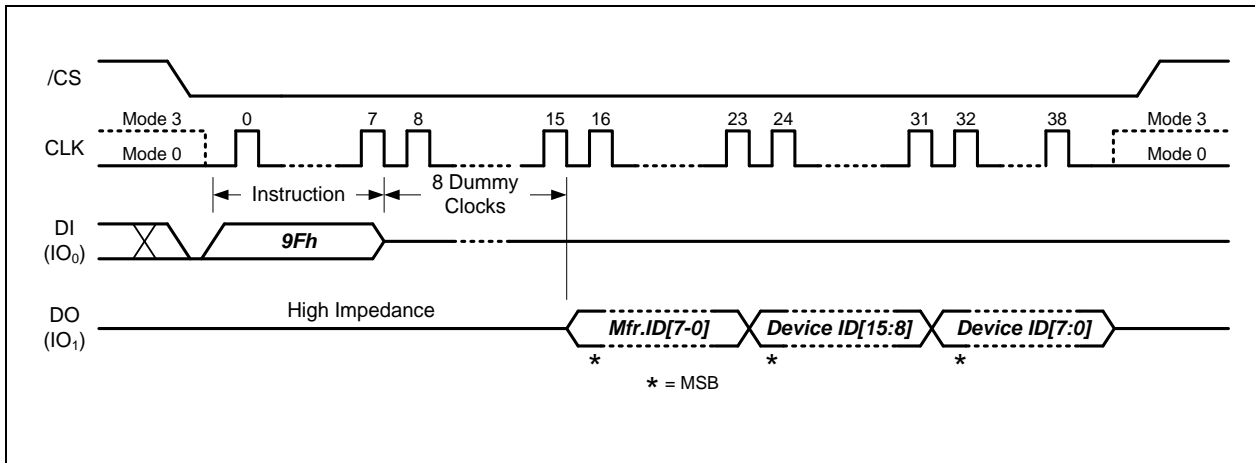 /CS
Mode 3 0 7 8 15 16 23 24 31 32 38 Mode 3
CLK
Mode 0 Mode 0
Instruction 8 Dummy
Clocks
DI
(IO₀)
9Fh
High Impedance
DO
(IO₁)
Mfr.ID[7-0] Device ID[15:8] Device ID[7:0]
* * *
* = MSB